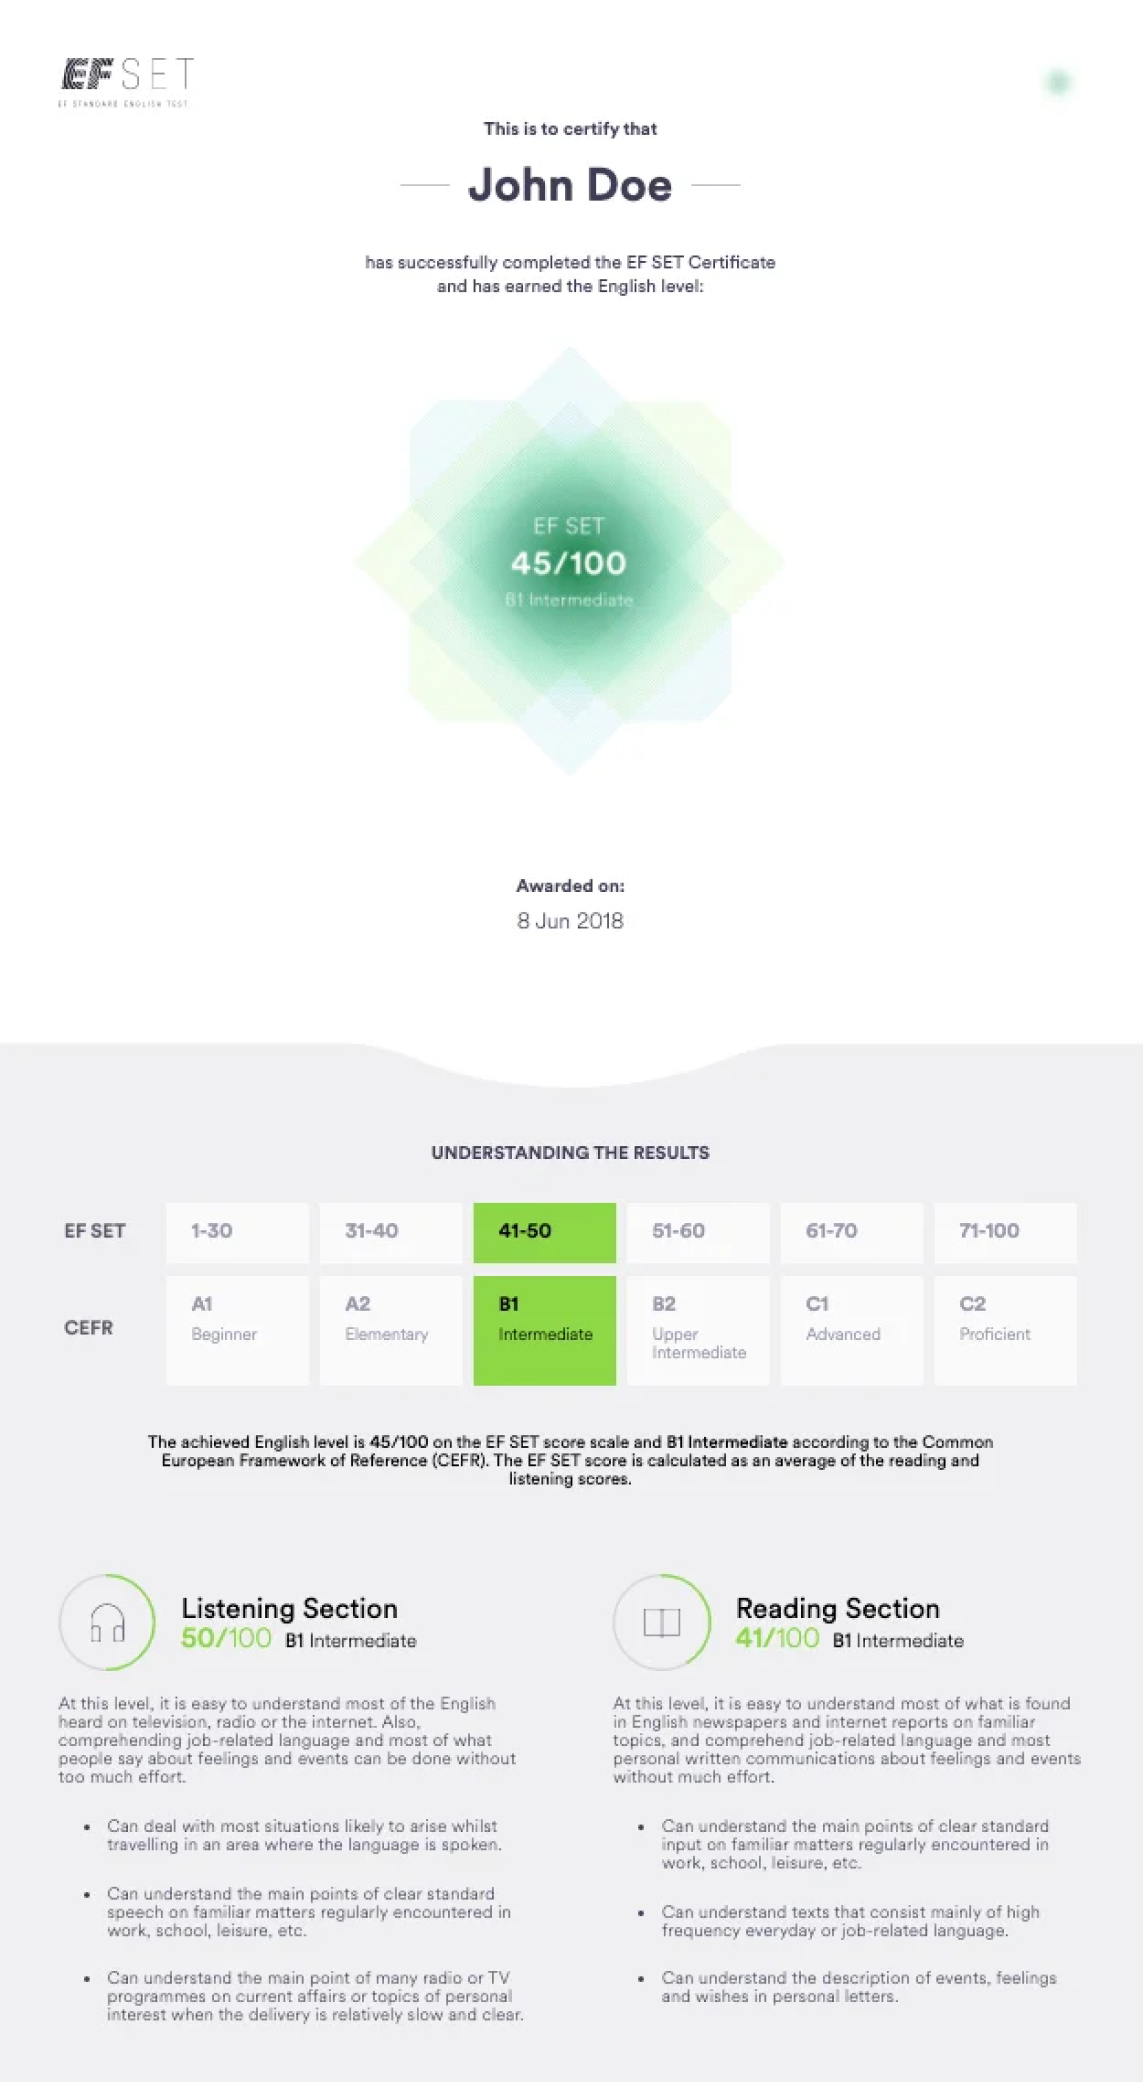 EF SET
EF STANDARD ENGLISH TEST
This is to certify that
John Doe
has successfully completed the EF SET Certificate
and has earned the English level:
EF SET
45/100
B1 Intermediate
Awarded on:
8 Jun 2018
UNDERSTANDING THE RESULTS
EF SET 1-30 31-40 41-50 51-60 61-70 71-100
CEFR
A1 A2 B1 B2 C1 C2
Beginner Elementary Intermediate Upper Advanced Proficient
Intermediate
The achieved English level is 45/100 on the EF SET score scale and B1 Intermediate according to the Common
European Framework of Reference (CEFR). The EF SET score is calculated as an average of the reading and
listening scores.
Listening Section
50/100 B1 Intermediate
At this level, it is easy to understand most of the English
heard on television, radio or the internet. Also,
comprehending job-related language and most of what
people say about feelings and events can be done without
too much effort.
• Can deal with most situations likely to arise whilst
travelling in an area where the language is spoken.
• Can understand the main points of clear standard
speech on familiar matters regularly encountered in
work, school, leisure, etc.
• Can understand the main point of many radio or TV
programmes on current affairs or topics of personal
interest when the delivery is relatively slow and clear.
Reading Section
41/100 B1 Intermediate
At this level, it is easy to understand most of what is found
in English newspapers and internet reports on familiar
topics, and comprehend job-related language and most
personal written communications about feelings and events
without much effort.
• Can understand the main points of clear standard
input on familiar matters regularly encountered in
work, school, leisure, etc.
• Can understand texts that consist mainly of high
frequency everyday or job-related language.
• Can understand the description of events, feelings
and wishes in personal letters.